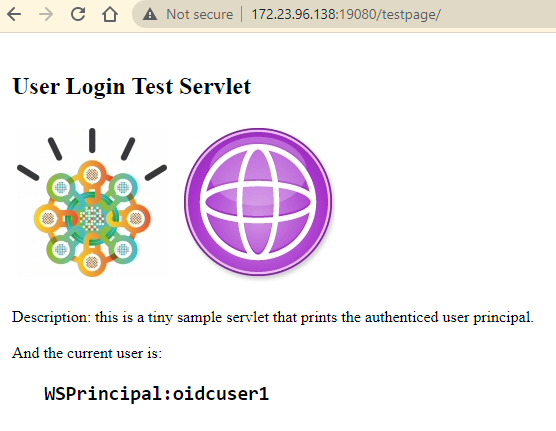 Not secure | 172.23.96.138:19080/testpage/
User Login Test Servlet
Description: this is a tiny sample servlet that prints the authenticed user principal.
And the current user is:
WSPrincipal:oidcuser1